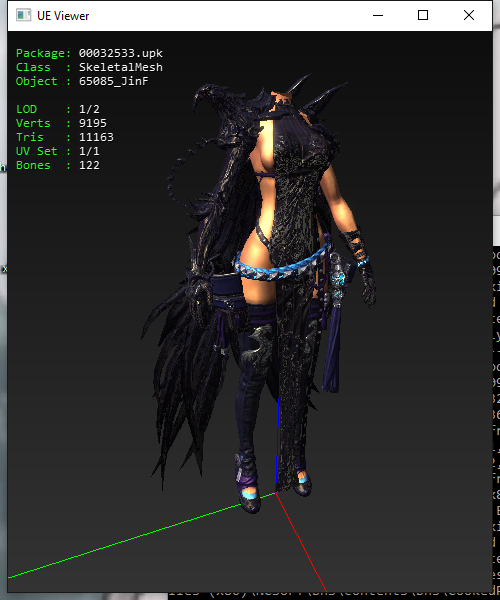 UE Viewer
Package: 00032533.upk
Class : SkeletalMesh
Object : 65085_JinF
LOD : 1/2
Verts : 9195
Tris : 11163
UV Set : 1/1
Bones : 122